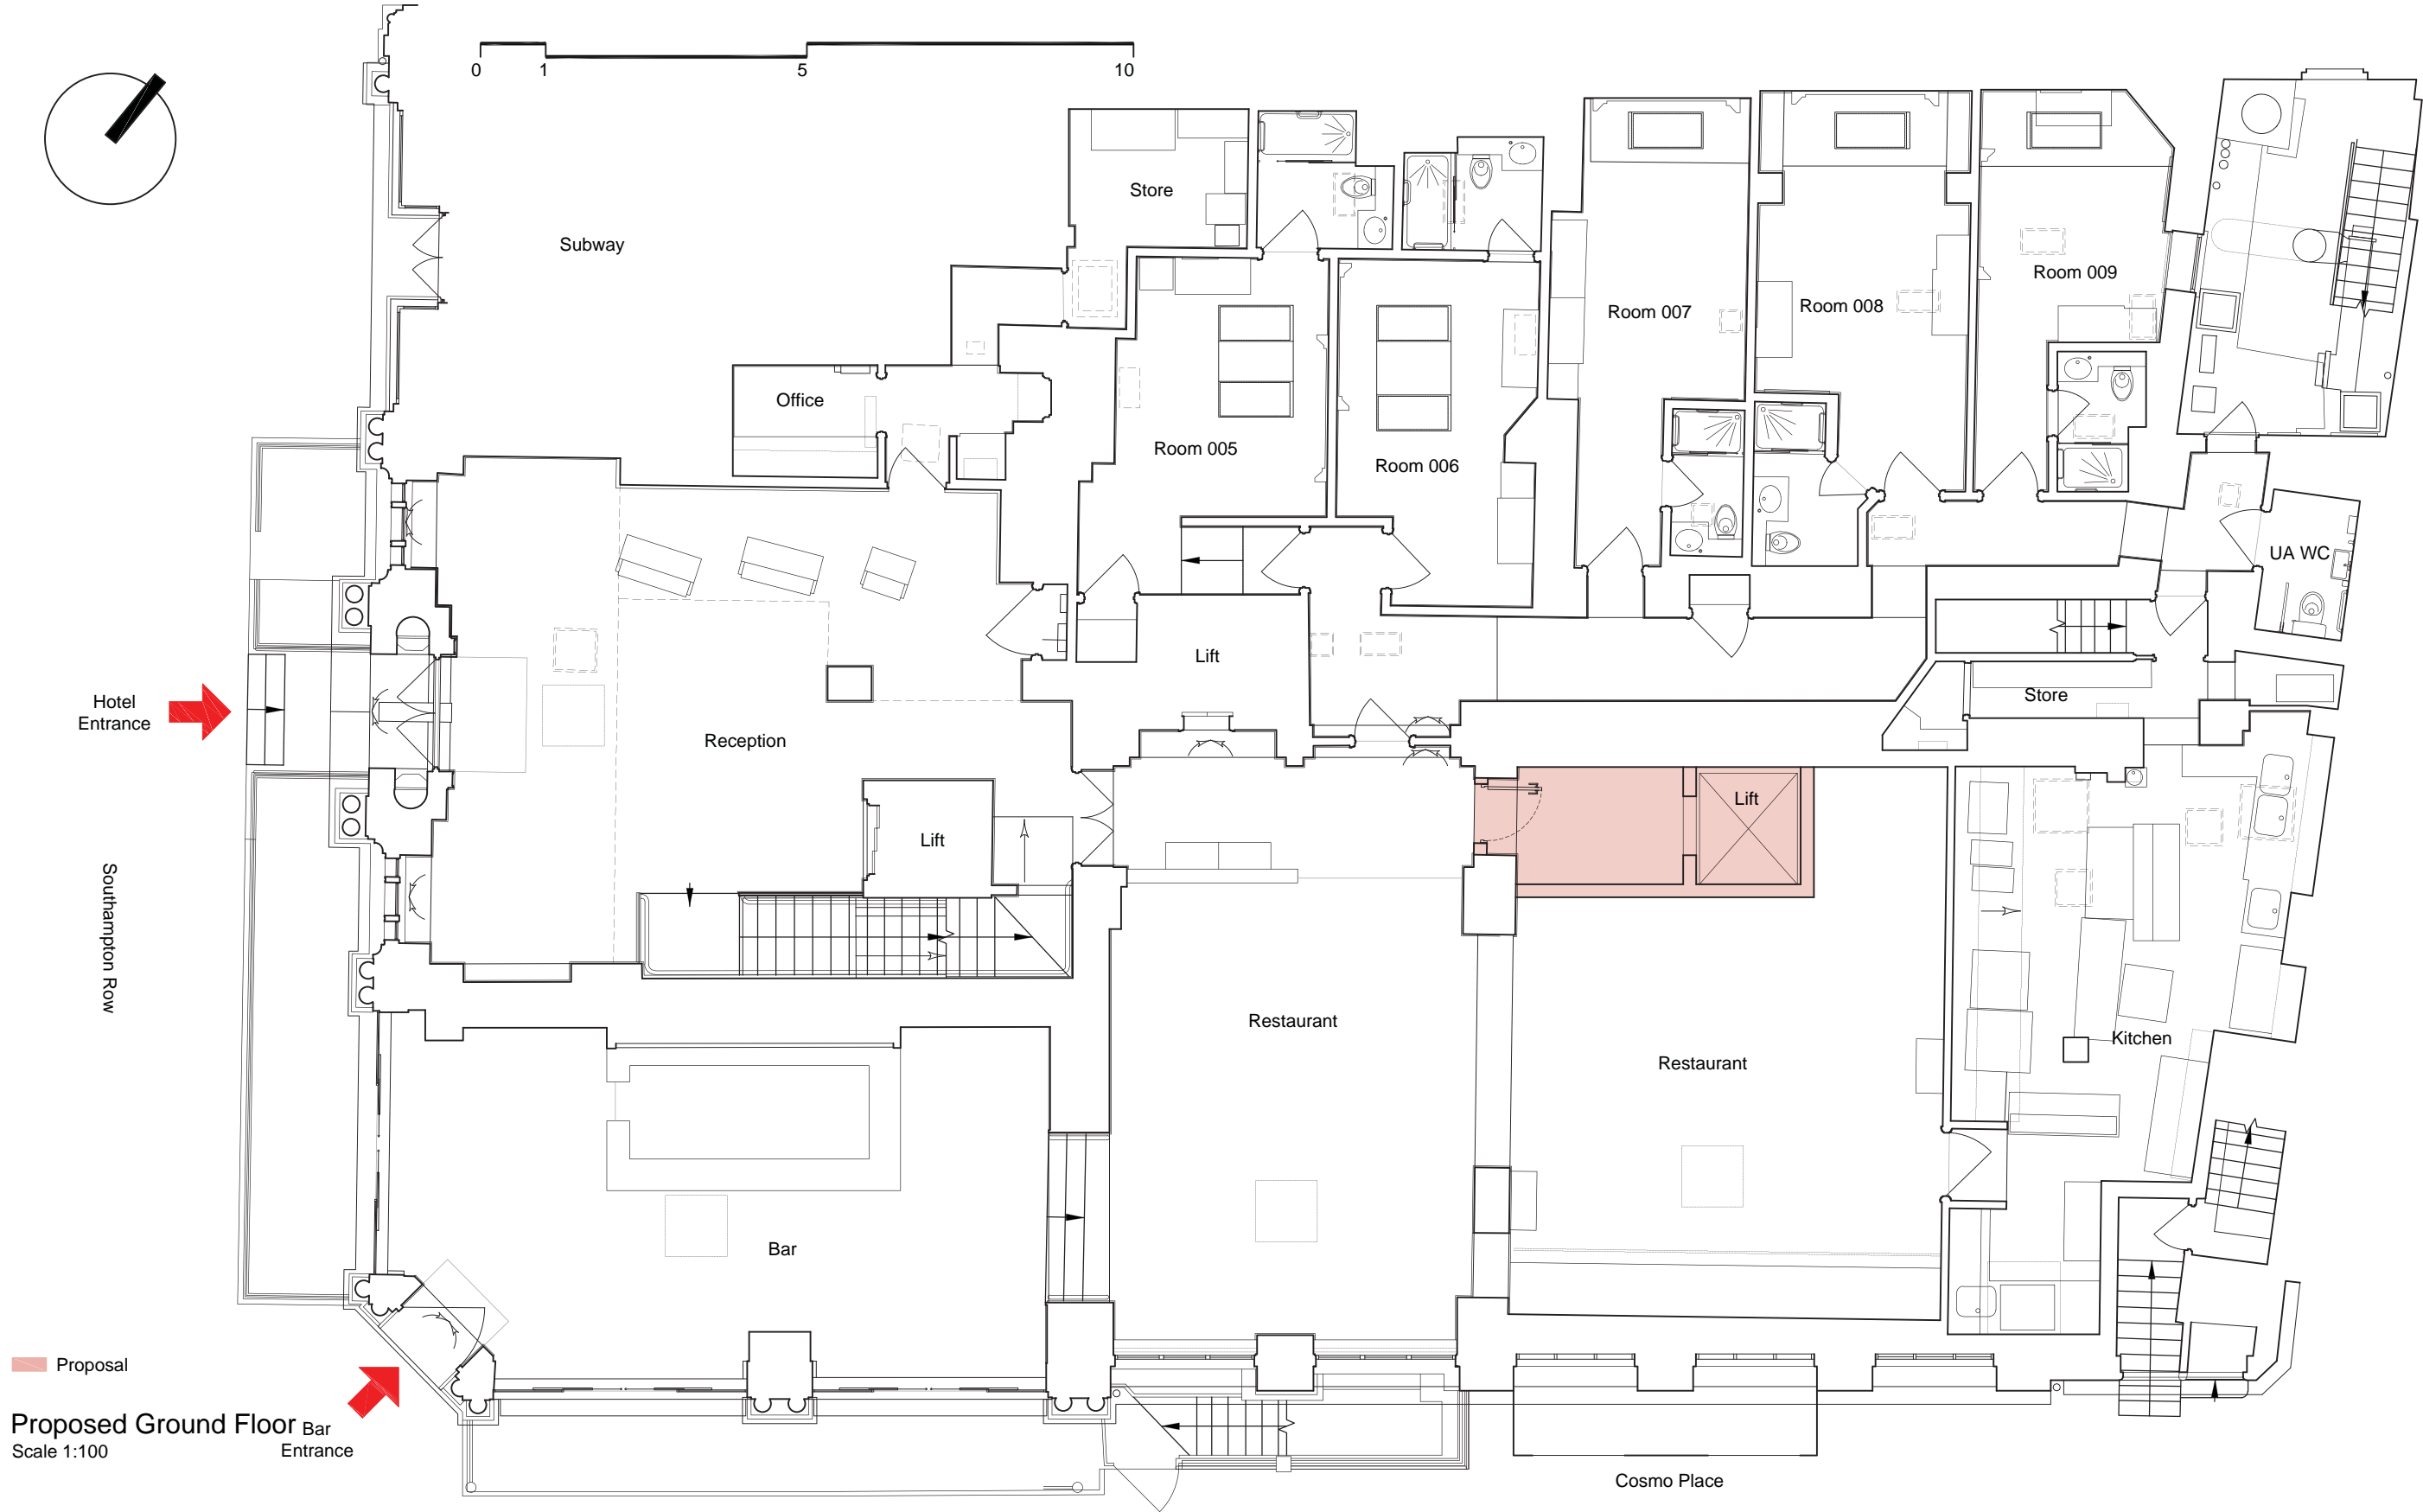 0 1 5 10
Store
Subway
Room 009
Room 008
Room 007
Office
Room 005
Room 006
UA WC
Lift
Store
Hotel
Entrance
Reception
Lift
Lift
Southampton Row
Restaurant
Kitchen
Restaurant
Bar
Proposal
Proposed Ground Floor
Scale 1:100
Bar
Entrance
Cosmo Place